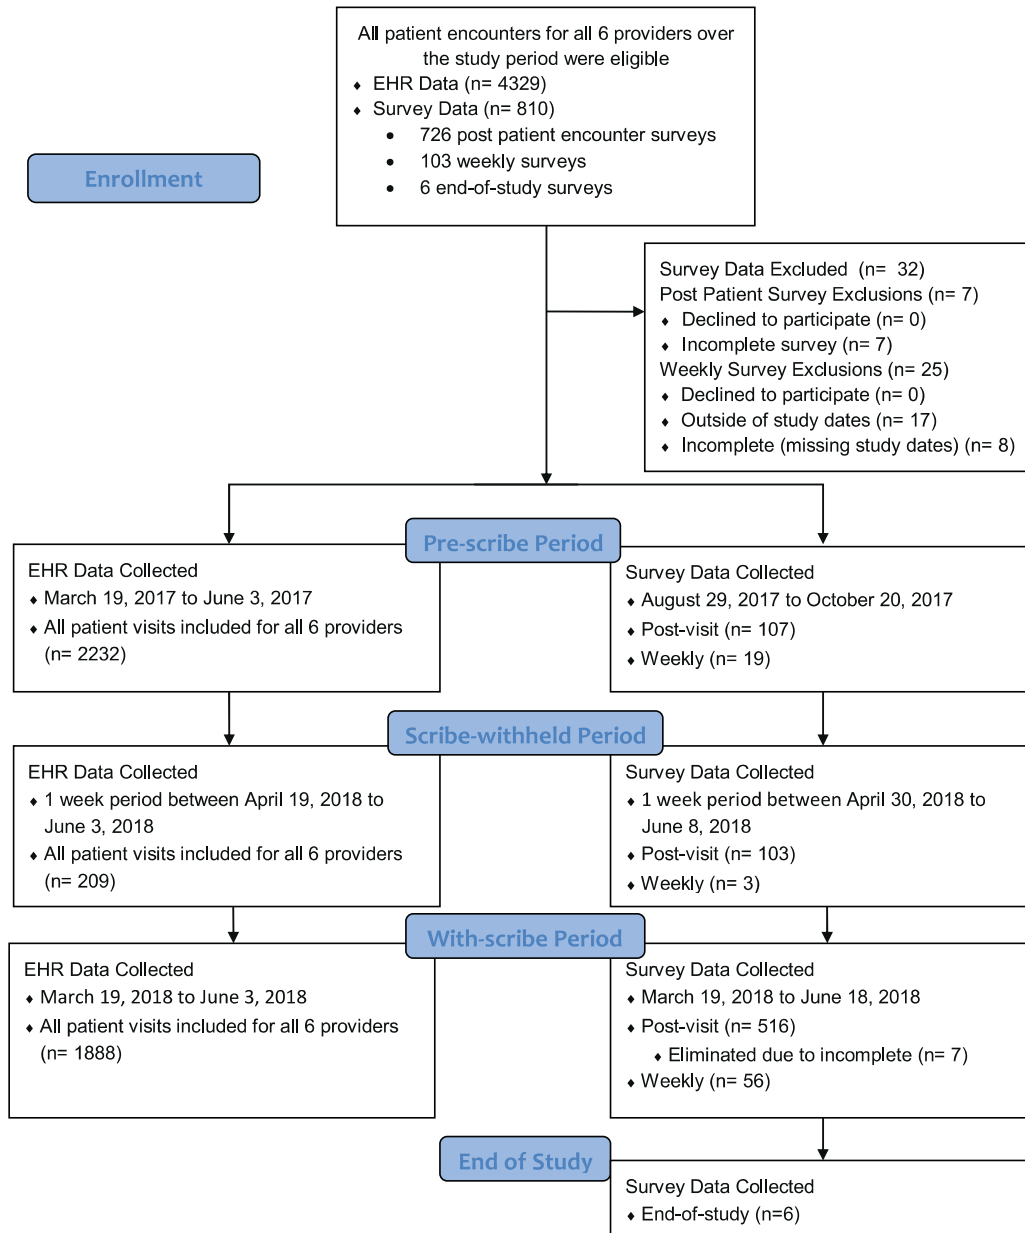 All patient encounters for all 6 providers over
the study period were eligible
♦ EHR Data (n= 4329)
♦ Survey Data (n= 810)
• 726 post patient encounter surveys
• 103 weekly surveys
• 6 end-of-study surveys
Enrollment
Survey Data Excluded (n= 32)
Post Patient Survey Exclusions (n= 7)
♦ Declined to participate (n= 0)
♦ Incomplete survey (n= 7)
Weekly Survey Exclusions (n= 25)
♦ Declined to participate (n= 0)
♦ Outside of study dates (n= 17)
♦ Incomplete (missing study dates) (n= 8)
Pre-scribe Period
EHR Data Collected
♦ March 19, 2017 to June 3, 2017
♦ All patient visits included for all 6 providers
(n= 2232)
Survey Data Collected
♦ August 29, 2017 to October 20, 2017
♦ Post-visit (n= 107)
♦ Weekly (n= 19)
Scribe-withheld Period
EHR Data Collected
♦ 1 week period between April 19, 2018 to
June 3, 2018
♦ All patient visits included for all 6 providers
(n= 209)
Survey Data Collected
♦ 1 week period between April 30, 2018 to
June 8, 2018
♦ Post-visit (n= 103)
♦ Weekly (n= 3)
With-scribe Period
EHR Data Collected
♦ March 19, 2018 to June 3, 2018
♦ All patient visits included for all 6 providers
(n= 1888)
Survey Data Collected
♦ March 19, 2018 to June 18, 2018
♦ Post-visit (n= 516)
♦ Eliminated due to incomplete (n= 7)
♦ Weekly (n= 56)
End of Study
Survey Data Collected
♦ End-of-study (n=6)